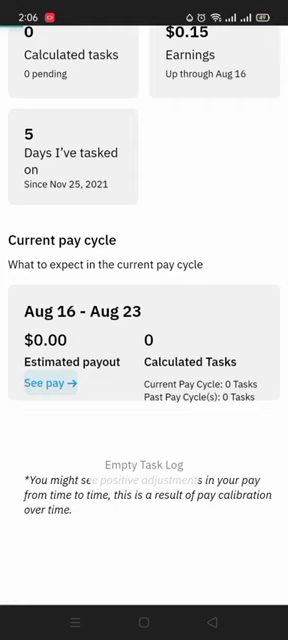 2:06
49
0
$0.15
Calculated tasks
Earnings
0 pending
Up through Aug 16
5
Days I've tasked
on
Since Nov 25, 2021
Current pay cycle
What to expect in the current pay cycle
Aug 16 - Aug 23
$0.00
0
Estimated payout
Calculated Tasks
See pay →
Current Pay Cycle: 0 Tasks
Past Pay Cycle(s): 0 Tasks
Empty Task Log
*You might see positive adjustments in your pay
from time to time, this is a result of pay calibration
over time.